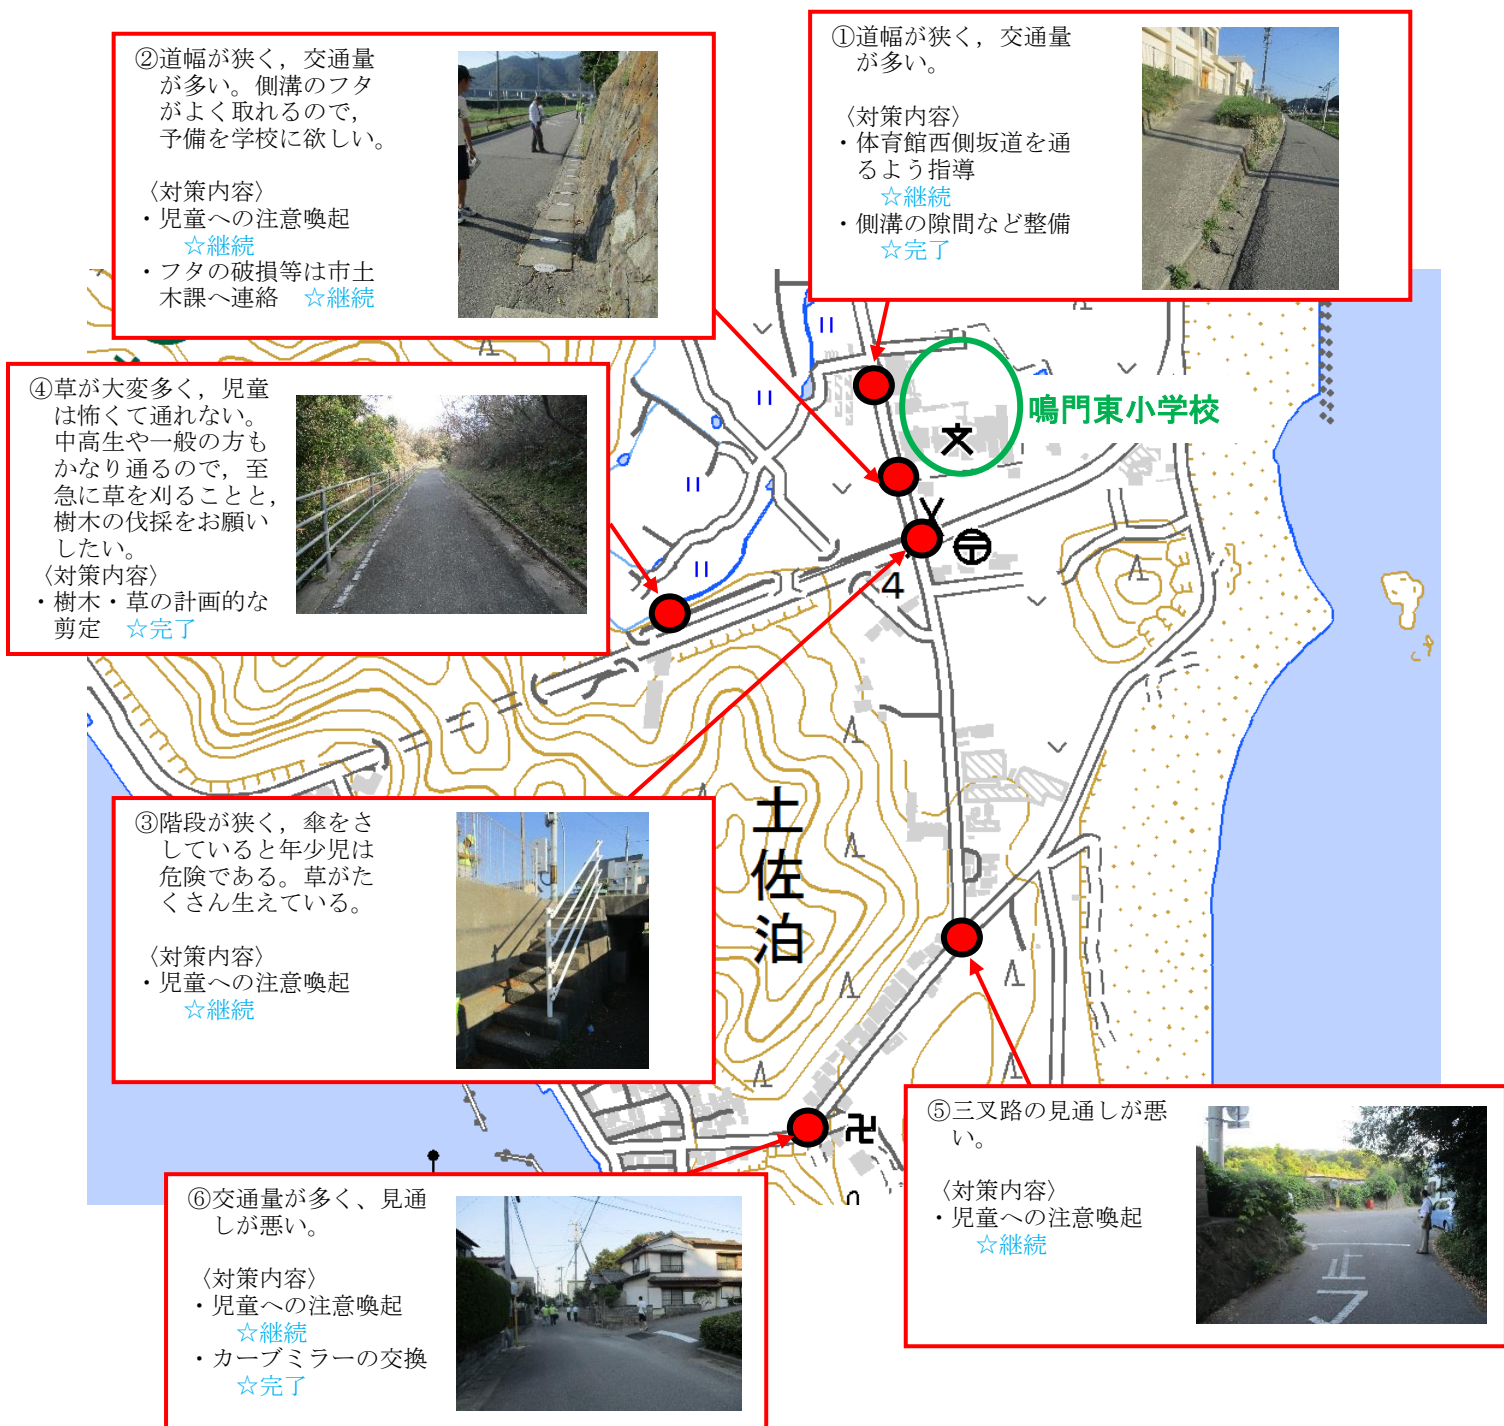 ①道幅が狭く，交通量
が多い。
〈対策内容〉
・体育館西側坂道を通
るよう指導
☆継続
・側溝の隙間など整備
☆完了
②道幅が狭く，交通量
が多い。側溝のフタ
がよく取れるので，
予備を学校に欲しい。
〈対策内容〉
・児童への注意喚起
☆継続
・フタの破損等は市土
木課へ連絡　☆継続
④草が大変多く，児童
は怖くて通れない。
中高生や一般の方も
かなり通るので，至
急に草を刈ることと，
樹木の伐採をお願い
したい。
〈対策内容〉
・樹木・草の計画的な
剪定　☆完了
鳴門東小学校
文
4
土佐泊
③階段が狭く，傘をさ
していると年少児は
危険である。草がた
くさん生えている。
〈対策内容〉
・児童への注意喚起
☆継続
⑤三叉路の見通しが悪
い。
〈対策内容〉
・児童への注意喚起
☆継続
止
⑥交通量が多く、見通
しが悪い。
〈対策内容〉
・児童への注意喚起
☆継続
・カーブミラーの交換
☆完了